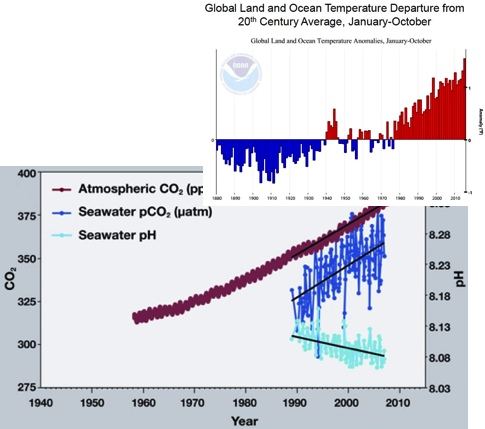 Global Land and Ocean Temperature Departure from
20th Century Average, January-October
Global Land and Ocean Temperature Anomalies, January-October
1
0
0
-1
Anomaly (°F)
1880 1890 1900 1910 1920 1930 1940 1950 1960 1970 1980 1990 2000 2010
400
375
350
325
300
275
CO₂
Atmospheric CO₂ (pp
Seawater pCO₂ (µatm)
Seawater pH
8.28
8.23
8.18
8.13
8.08
8.03
pH
1940 1950 1960 1970 1980 1990 2000 2010
Year